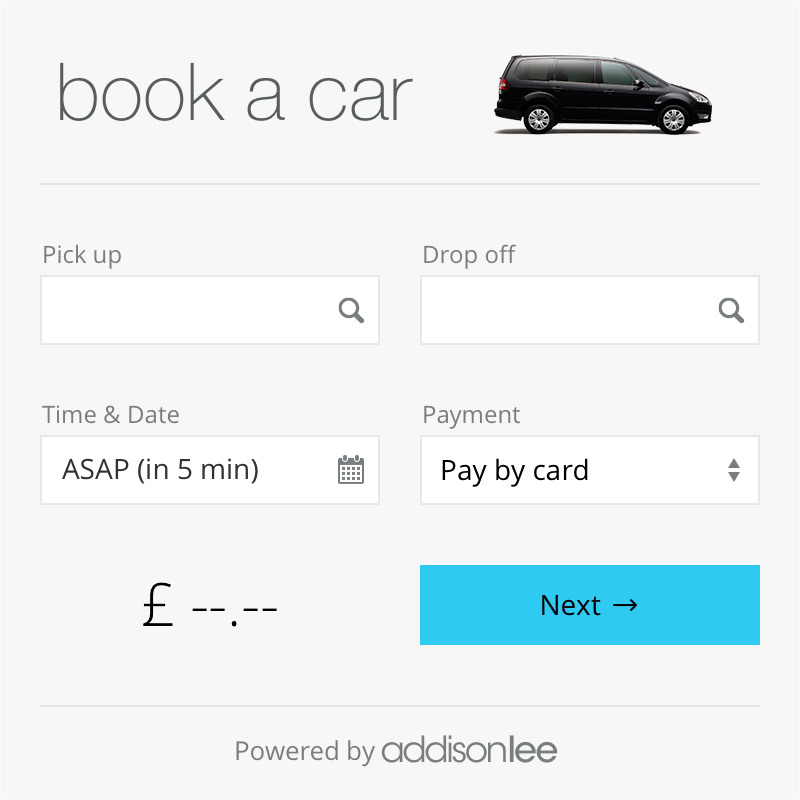 book a car
Pick up
Drop off
Time & Date
Payment
ASAP (in 5 min)
Pay by card
£ --.--
Next →
Powered by addisonlee